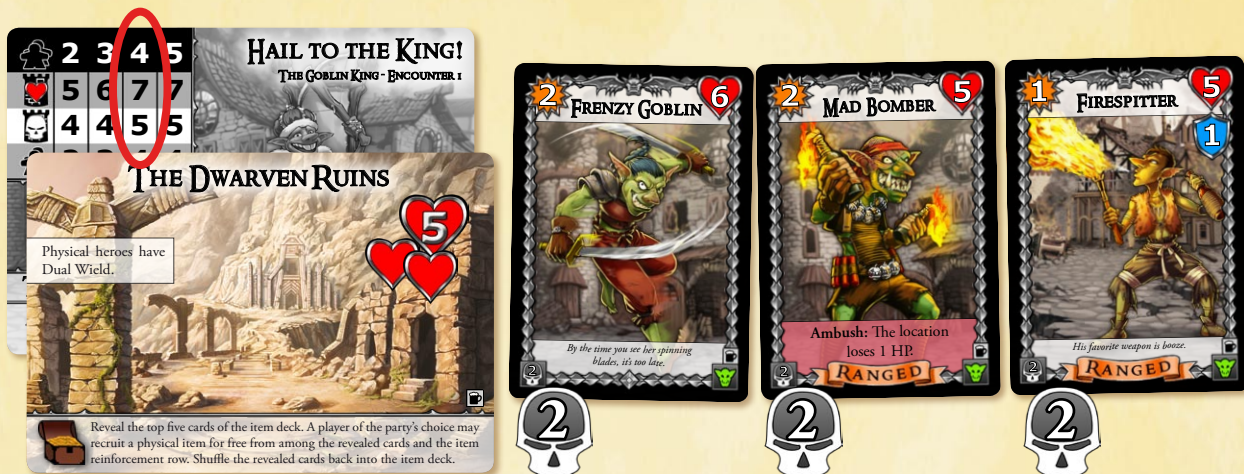 2 3 4 5
5 6 7 7
4 4 5 5
HAIL TO THE KING!
THE GOBLIN KING - ENCOUNTER 1
THE DWARVEN RUINS
5
Physical heroes have
Dual Wield.
Reveal the top five cards of the item deck. A player of the party's choice may
recruit a physical item for free from among the revealed cards and the item
reinforcement row. Shuffle the revealed cards back into the item deck.
2 FRENZY GOBLIN 6
By the time you see her spinning
blades, it's too late.
2
2
2 MAD BOMBER 5
Ambush: The location
loses 1 HP.
2
RANGED
2
1 FIRESPITTER 5
1
His favorite weapon is booze.
2
RANGED
2